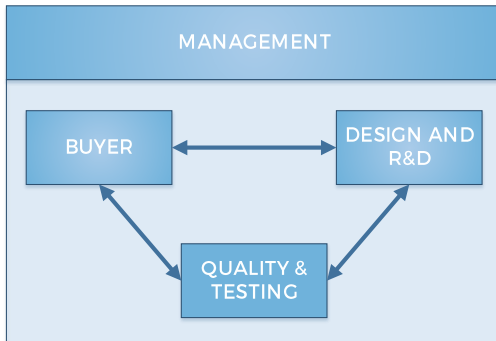 MANAGEMENT
BUYER
DESIGN AND
R&D
QUALITY &
TESTING